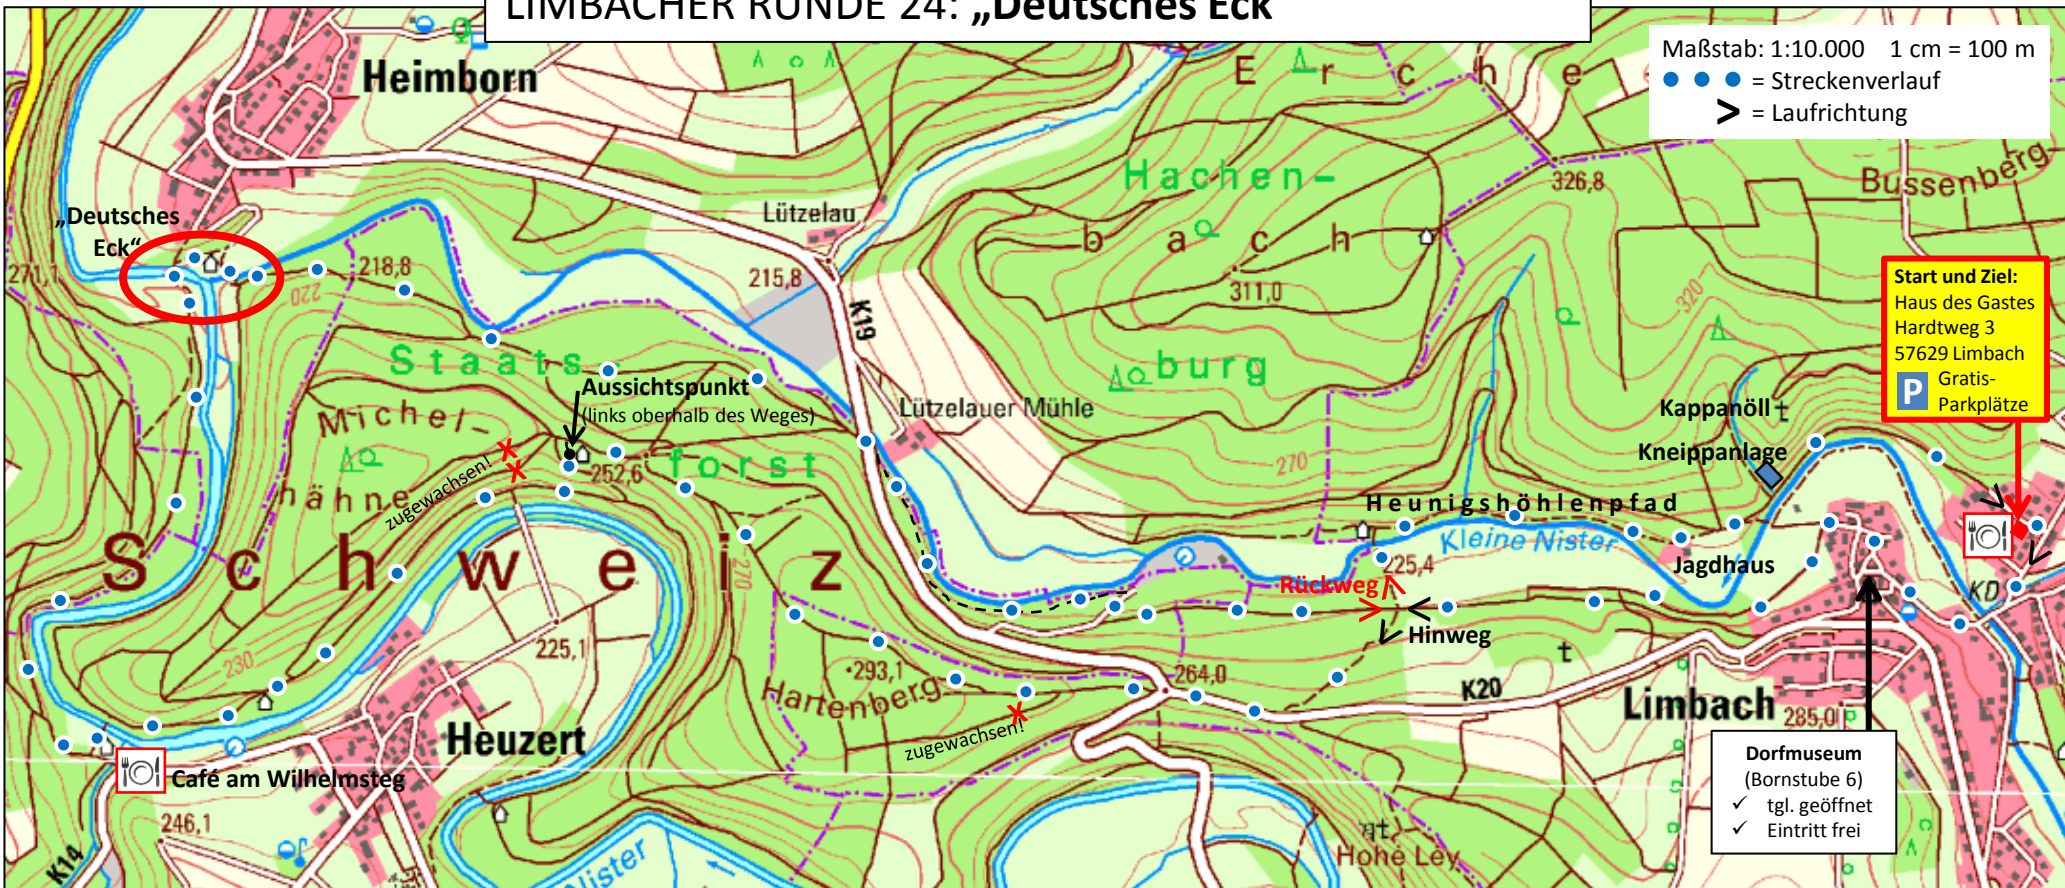 LIMBACHER RUNDE 24: „Deutsches Eck“
Maßstab: 1:10.000 1 cm = 100 m
= Streckenverlauf
> = Laufrichtung
Heimborn
E r c h e
Hachen-
b a c h
burg
326,8
Bussenberg
„Deutsches
Eck“
Lützelau
271,1
218,8
220
215,8
K19
311,0
320
Start und Ziel:
Haus des Gastes
Hardtweg 3
57629 Limbach
P Gratis-
Parkplätze
Staats
forst
Aussichtspunkt
(links oberhalb des Weges)
Michel-
hähne
zugewachsen!
252,6
Lützelauer Mühle
270
Kappanöll
Kneippanlage
Heunigshöhlenpfad
Kleine Nister
Jagdhaus
225,4
Rückweg
Hinweg
KD
Schweiz
270
230
225,1
293,1
Hartenberg
zugewachsen!
264,0
K20
Limbach
285,0
Heuzert
Café am Wilhelmsteg
246,1
K14
Nister
Hohe Ley
Dorfmuseum
(Bornstube 6)
✓ tgl. geöffnet
✓ Eintritt frei